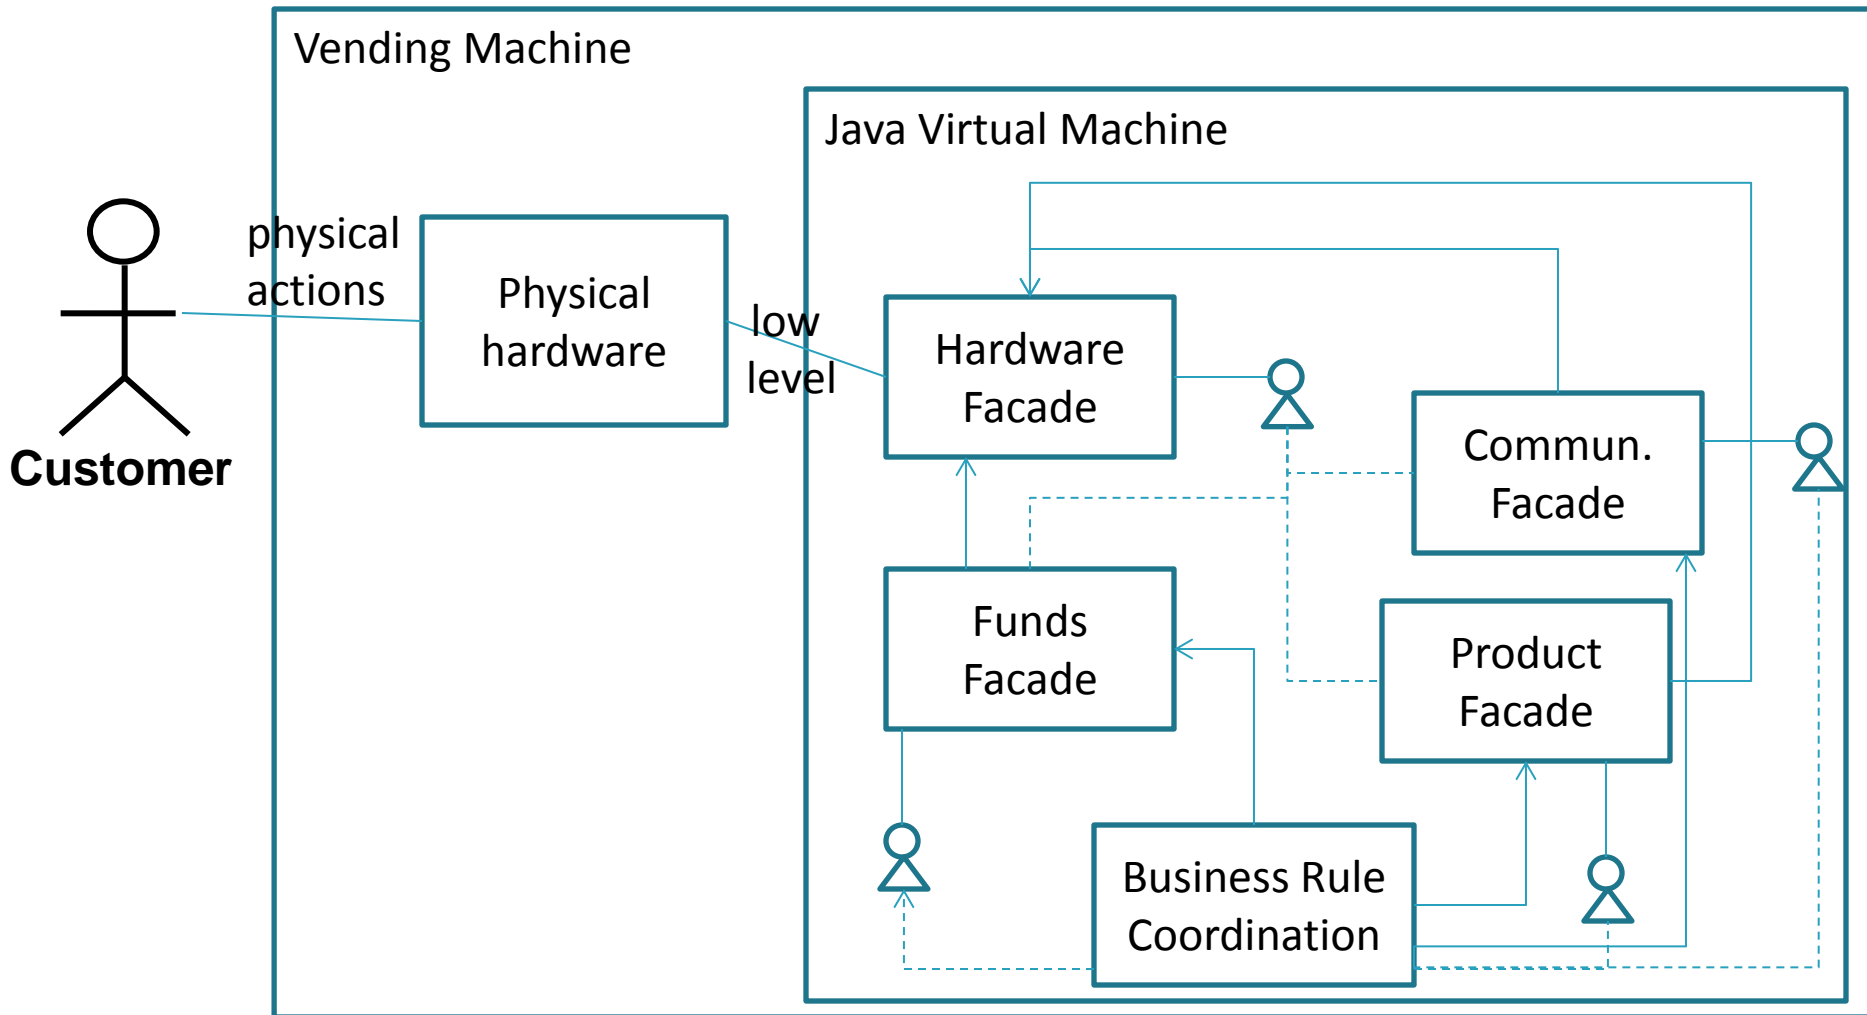 Vending Machine
Java Virtual Machine
physical
actions
Physical
hardware
low
level
Hardware
Facade
Commun.
Facade
Customer
Funds
Facade
Product
Facade
Business Rule
Coordination